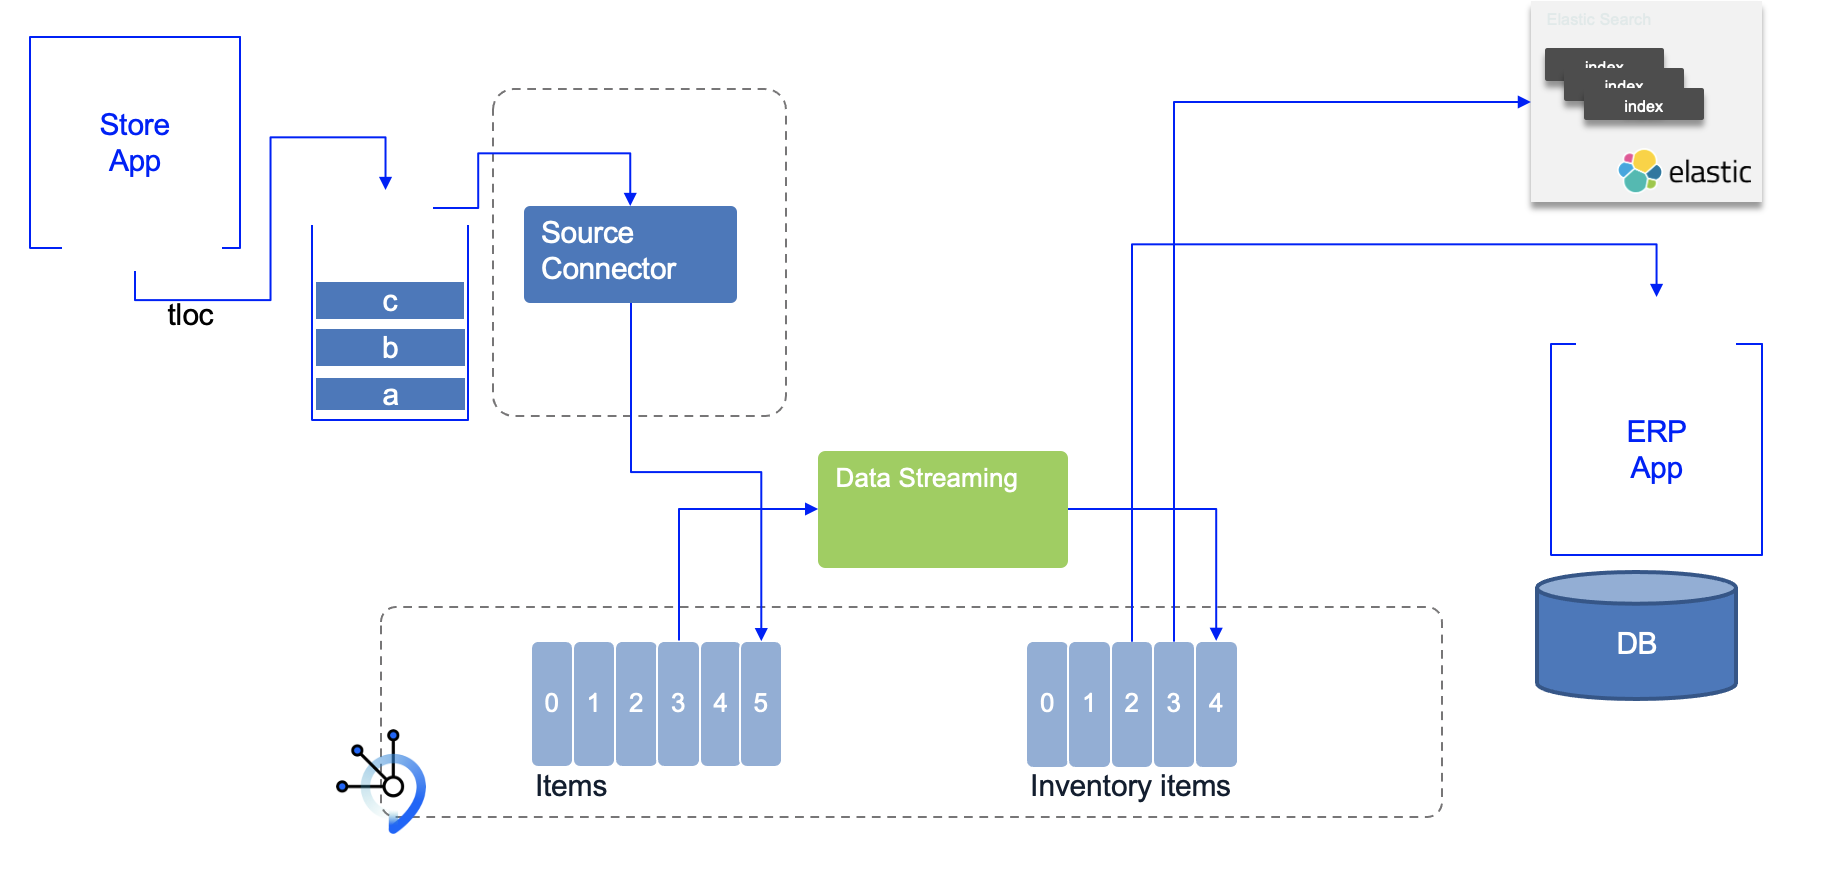 Elastic Search
index
index
index
elastic
Store
App
tloc
c
b
a
Source
Connector
Data Streaming
ERP
App
DB
0 1 2 3 4 5
Items
0 1 2 3 4
Inventory items